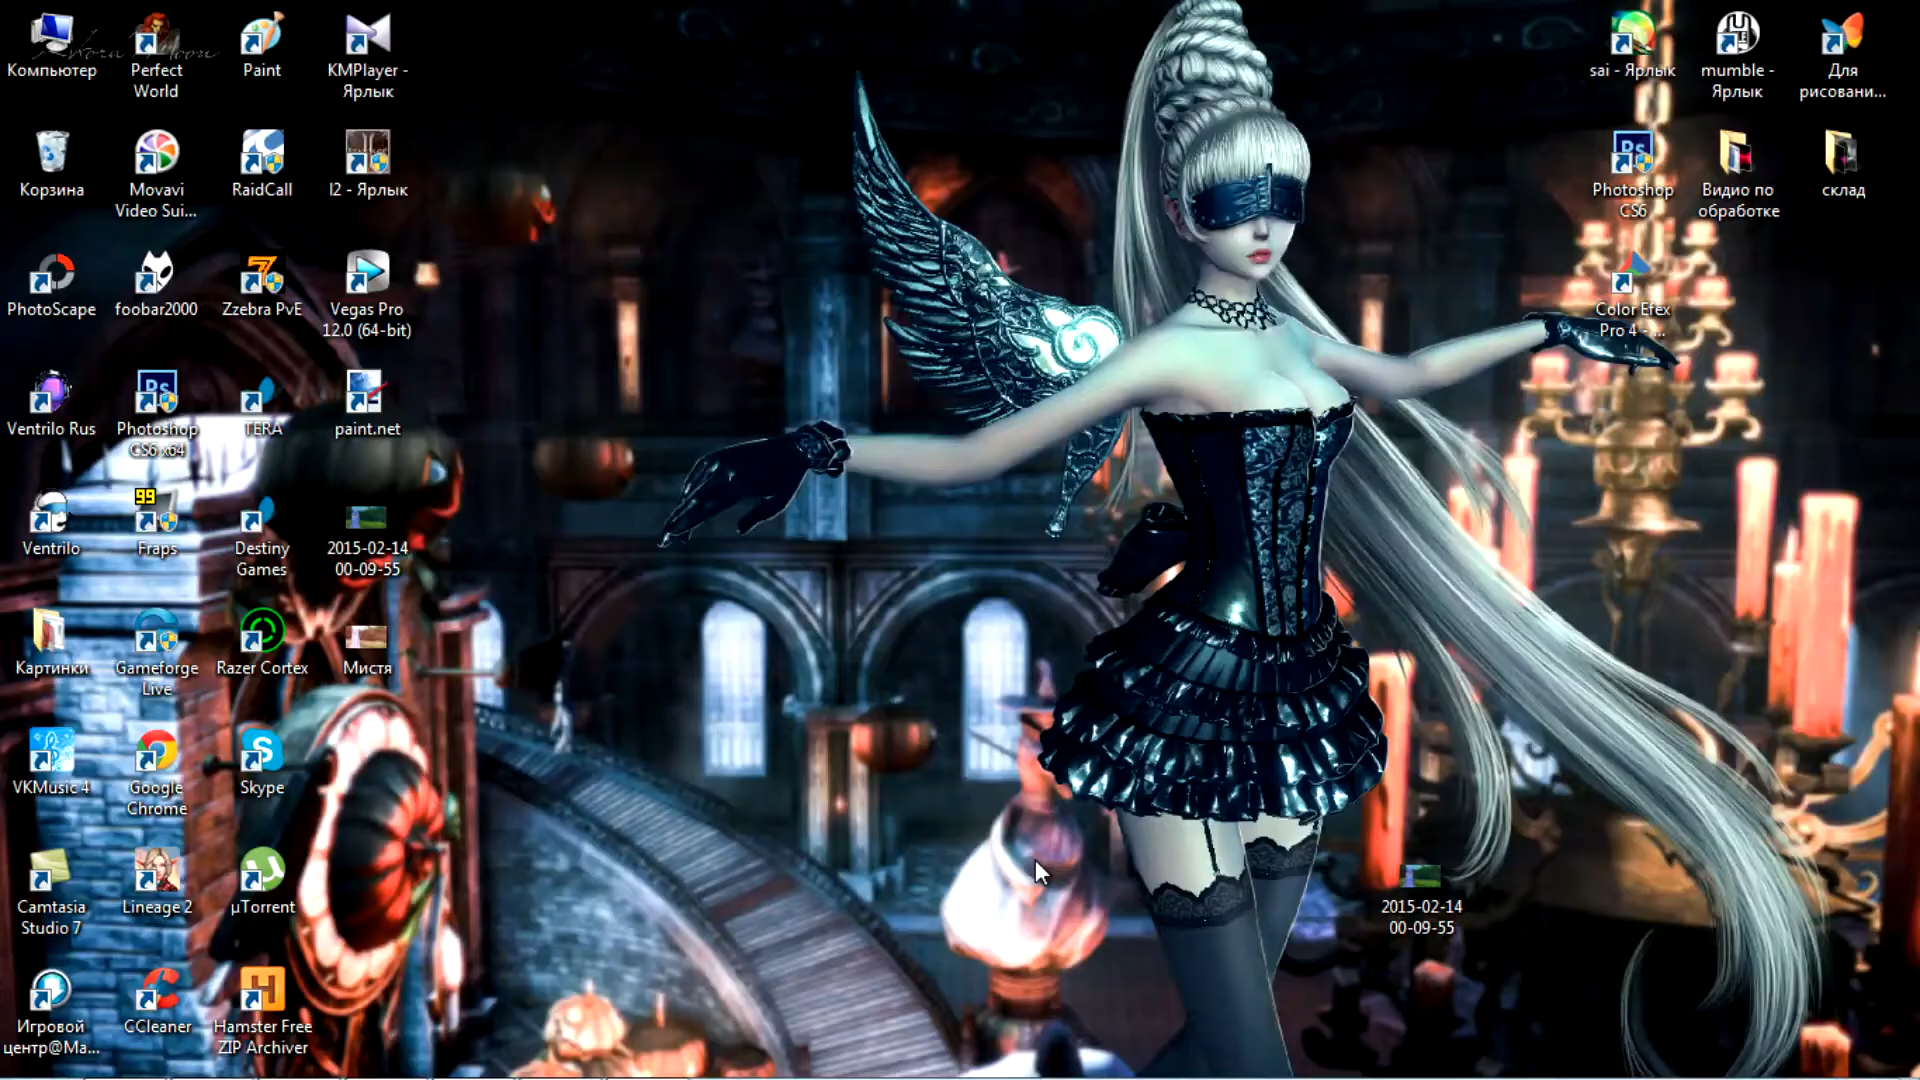 Компьютер
Perfect
World
Paint
KMPlayer -
Ярлык
sai - Ярлык
mumble -
Ярлык
Для
рисовани...
Корзина
Movavi
Video Sui...
RaidCall
l2 - Ярлык
Photoshop
CS6
Видио по
обработке
склад
PhotoScape
foobar2000
Zzebra PvE
Vegas Pro
12.0 (64-bit)
Color Efex
Pro 4 - ...
Ventrilo Rus
Photoshop
CS6 x64
TERA
paint.net
99
Ventrilo
Fraps
Destiny
Games
2015-02-14
00-09-55
Картинки
Gameforge
Live
Razer Cortex
Мистя
VKMusic 4
Google
Chrome
Skype
Camtasia
Studio 7
Lineage 2
µTorrent
2015-02-14
00-09-55
Игровой
центр@Ма...
CCleaner
Hamster Free
ZIP Archiver